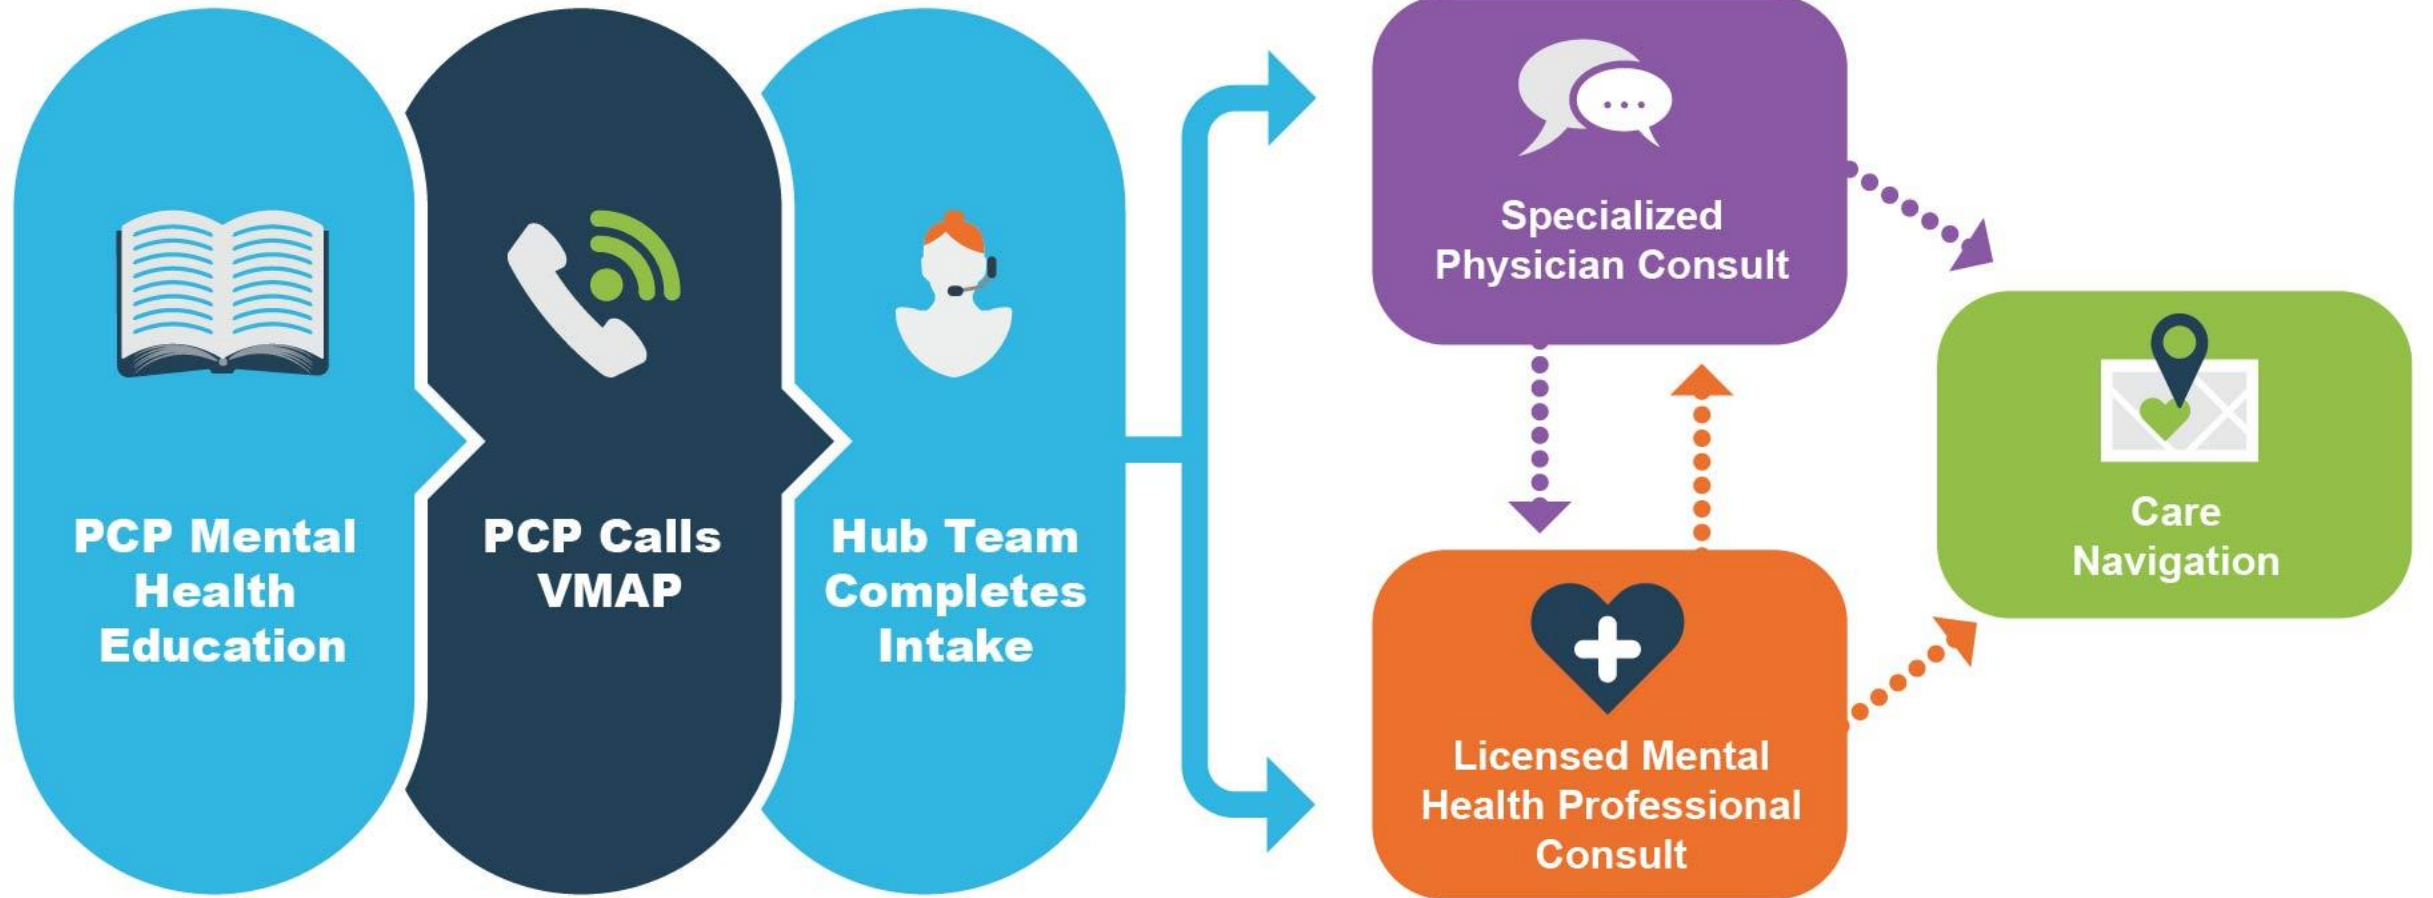 PCP Mental
Health
Education
PCP Calls
VMAP
Hub Team
Completes
Intake
Specialized
Physician Consult
Licensed Mental
Health Professional
Consult
Care
Navigation